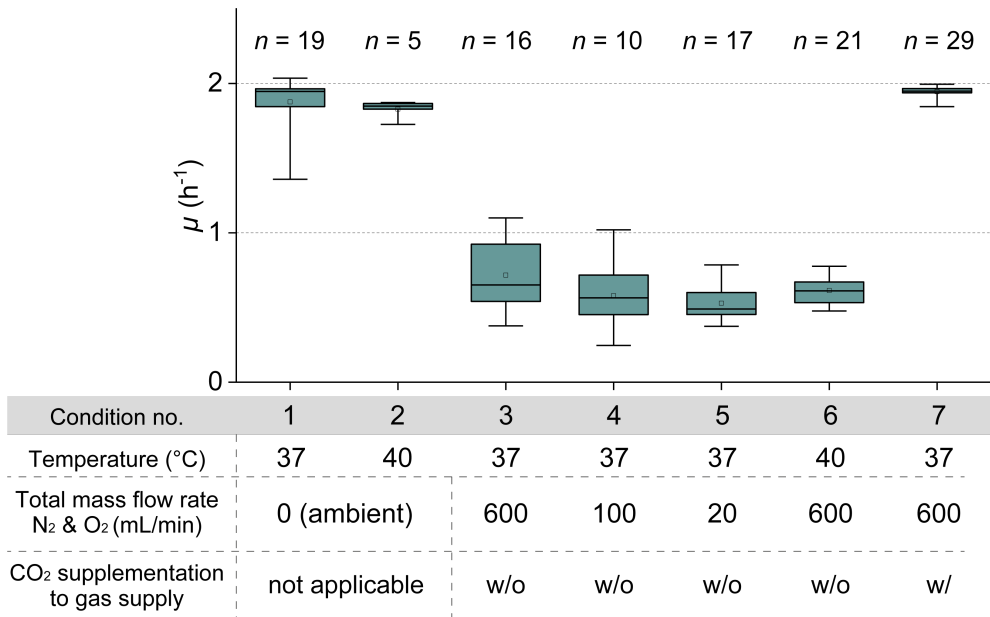 n = 19 n = 5 n = 16 n = 10 n = 17 n = 21 n = 29
2
1
0
μ (h⁻¹)
Condition no. 1 2 3 4 5 6 7
Temperature (°C) 37 40 37 37 37 40 37
Total mass flow rate
N₂ & O₂ (mL/min)
0 (ambient) 600 100 20 600 600
CO₂ supplementation
to gas supply
not applicable w/o w/o w/o w/o w/